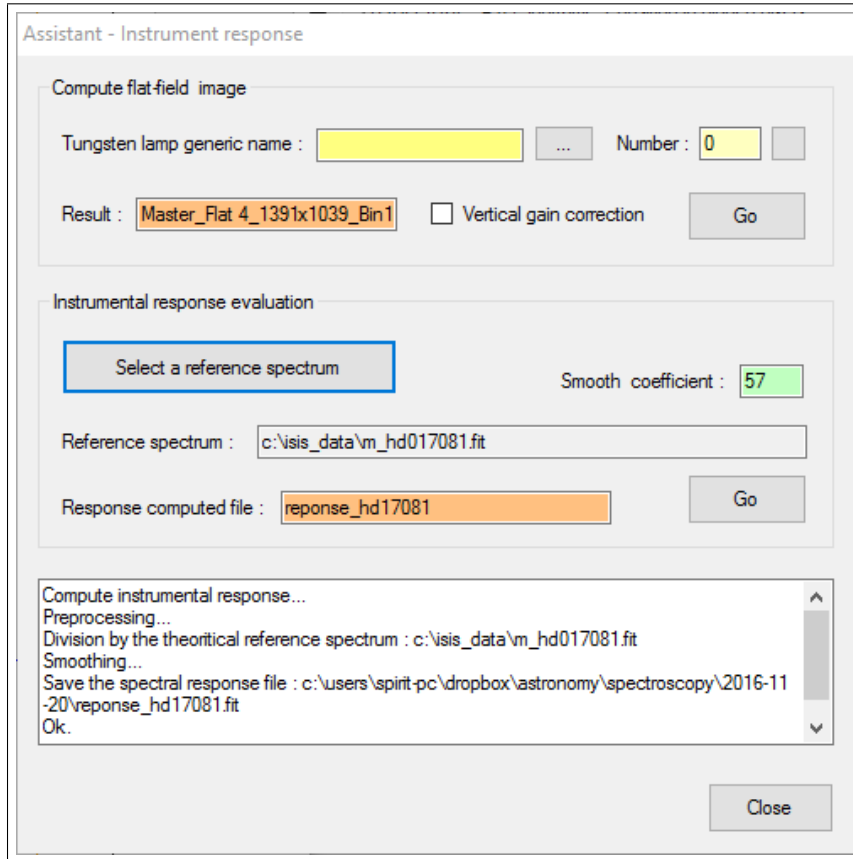 Assistant - Instrument response
Compute flat-field image
Tungsten lamp generic name :
...
Number :
0
Result :
Master_Flat 4_1391x1039_Bin1
Vertical gain correction
Go
Instrumental response evaluation
Select a reference spectrum
Smooth coefficient :
57
Reference spectrum :
c:\isis_data\m_hd017081.fit
Response computed file :
reponse_hd17081
Go
Compute instrumental response...
Preprocessing...
Division by the theoritical reference spectrum : c:\isis_data\m_hd017081.fit
Smoothing...
Save the spectral response file : c:\users\spirit-pc\dropbox\astronomy\spectroscopy\2016-11
-20\reponse_hd17081.fit
Ok.
Close